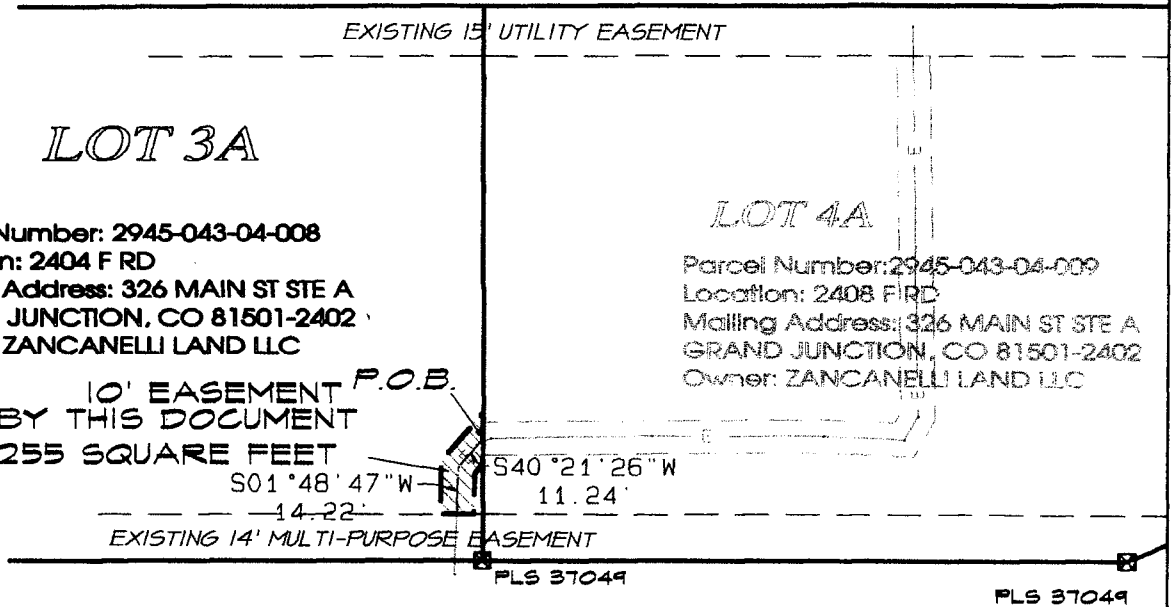 EXISTING 15' UTILITY EASEMENT
LOT 3A
Number: 2945-043-04-008
n: 2404 F RD
Address: 326 MAIN ST STE A
JUNCTION, CO 81501-2402
ZANCANELLI LAND LLC
LOT 4A
Parcel Number:2945-043-04-009
Location: 2408 F RD
Mailing Address: 326 MAIN ST STE A
GRAND JUNCTION, CO 81501-2402
Owner: ZANCANELLI LAND LLC
10' EASEMENT
BY THIS DOCUMENT
255 SQUARE FEET
P.O.B.
S01°48'47"W
14.22'
S40°21'26"W
11.24'
E
E
E
EXISTING 14' MULTI-PURPOSE EASEMENT
PLS 37049
PLS 37049